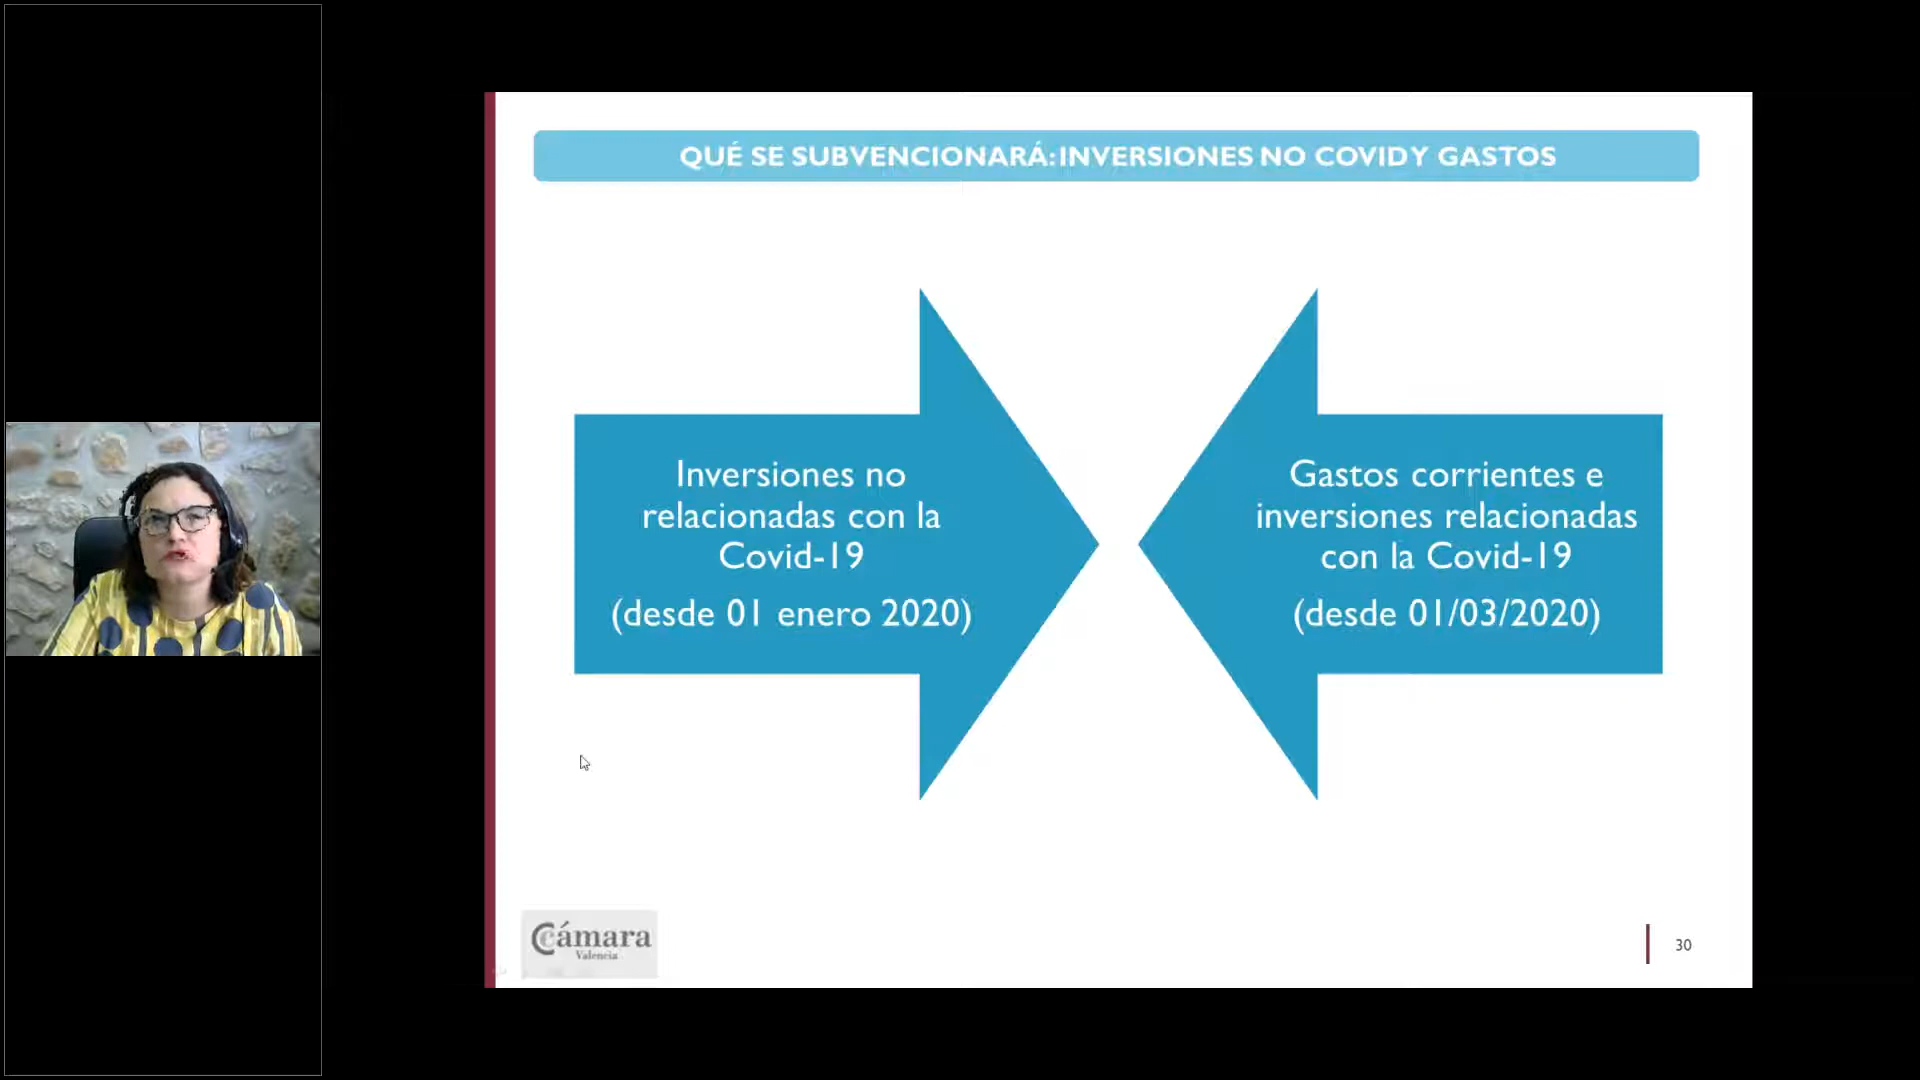 QUÉ SE SUBVENCIONARÁ: INVERSIONES NO COVID Y GASTOS
Inversiones no
relacionadas con la
Covid-19
(desde 01 enero 2020)
Gastos corrientes e
inversiones relacionadas
con la Covid-19
(desde 01/03/2020)
Cámara
Valencia
30